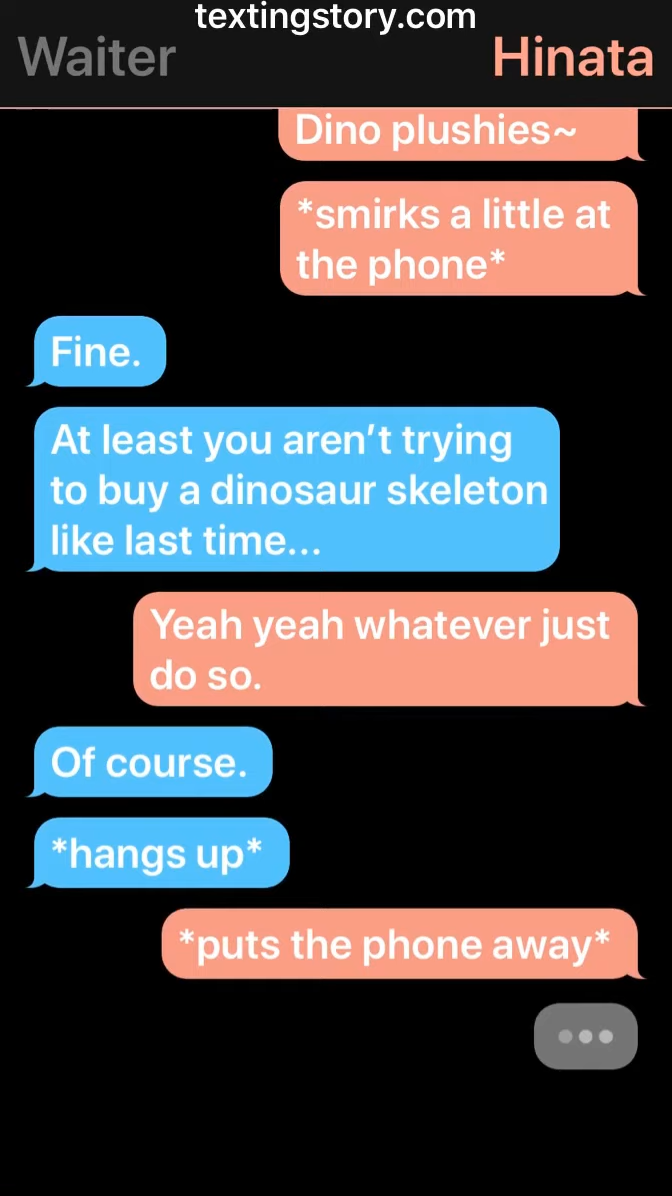 textingstory.com
Waiter
Hinata
Dino plushies~
*smirks a little at
the phone*
Fine.
At least you aren’t trying
to buy a dinosaur skeleton
like last time...
Yeah yeah whatever just
do so.
Of course.
*hangs up*
*puts the phone away*